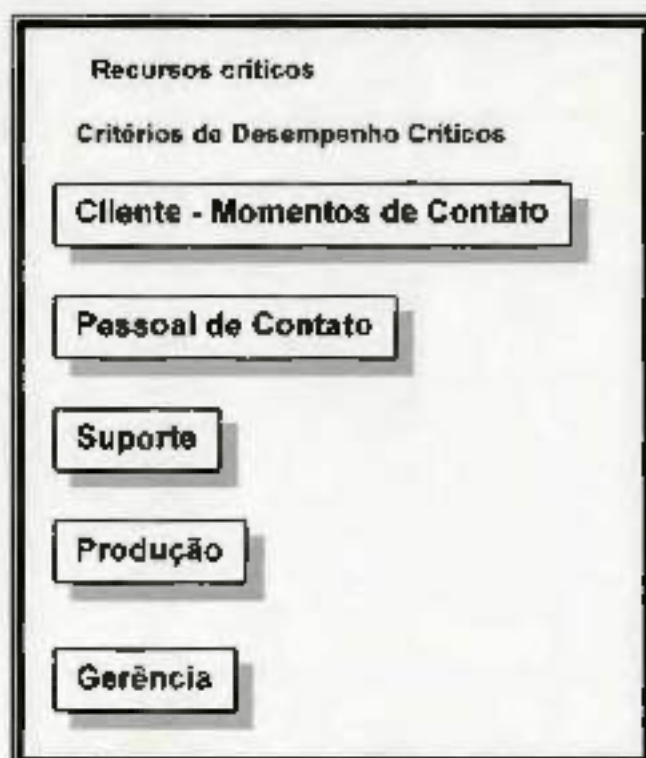 Recursos críticos
Critérios de Desempenho Críticos
Cliente - Momentos de Contato
Pessoal de Contato
Suporte
Produção
Gerência